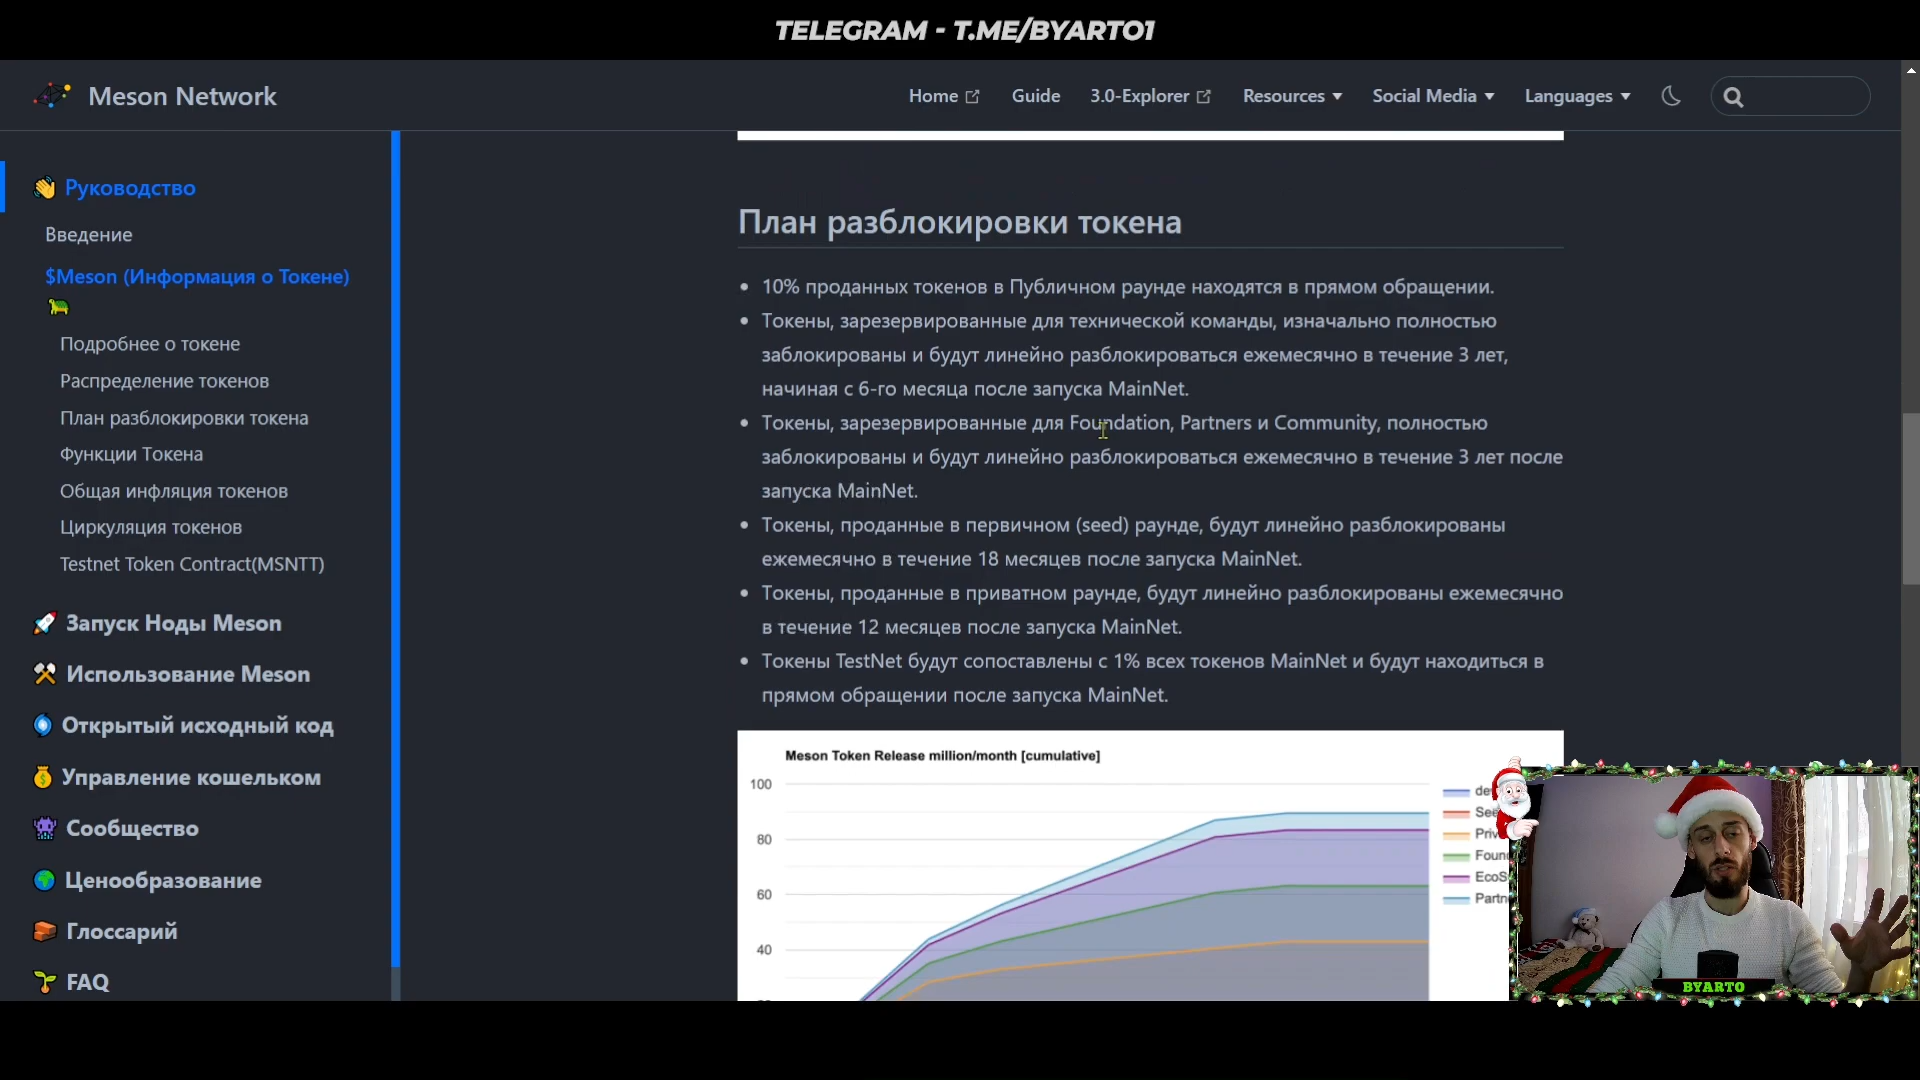 TELEGRAM - T.ME/BYARTO1
Meson Network
Home
Guide
3.0-Explorer
Resources
Social Media
Languages
Руководство
Введение
$Meson (Информация о Токене)
Подробнее о токене
Распределение токенов
План разблокировки токена
Функции Токена
Общая инфляция токенов
Циркуляция токенов
Testnet Token Contract(MSNTT)
Запуск Ноды Meson
Использование Meson
Открытый исходный код
Управление кошельком
Сообщество
Ценообразование
Глоссарий
FAQ
План разблокировки токена
10% проданных токенов в Публичном раунде находятся в прямом обращении.
Токены, зарезервированные для технической команды, изначально полностью
заблокированы и будут линейно разблокироваться ежемесячно в течение 3 лет,
начиная с 6-го месяца после запуска MainNet.
Токены, зарезервированные для Foundation, Partners и Community, полностью
заблокированы и будут линейно разблокироваться ежемесячно в течение 3 лет после
запуска MainNet.
Токены, проданные в первичном (seed) раунде, будут линейно разблокированы
ежемесячно в течение 18 месяцев после запуска MainNet.
Токены, проданные в приватном раунде, будут линейно разблокированы ежемесячно
в течение 12 месяцев после запуска MainNet.
Токены TestNet будут сопоставлены с 1% всех токенов MainNet и будут находиться в
прямом обращении после запуска MainNet.
Meson Token Release million/month [cumulative]
100
80
60
40
BYARTO